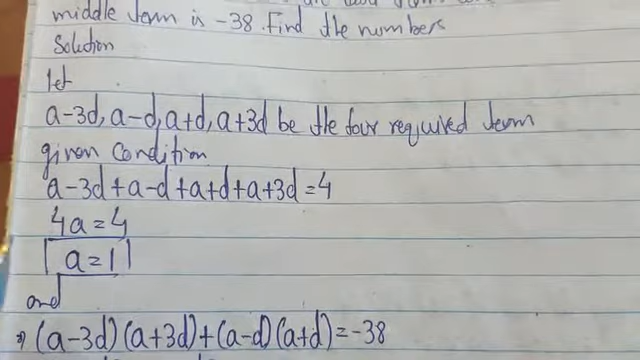 middle term is -38. Find the numbers
Solution
let
a-3d, a-d, a+d, a+3d be the four required term
given condition
a-3d+a-d+a+d+a+3d=4
4a=4
a=1
and
⇒ (a-3d)(a+3d)+(a-d)(a+d)=-38